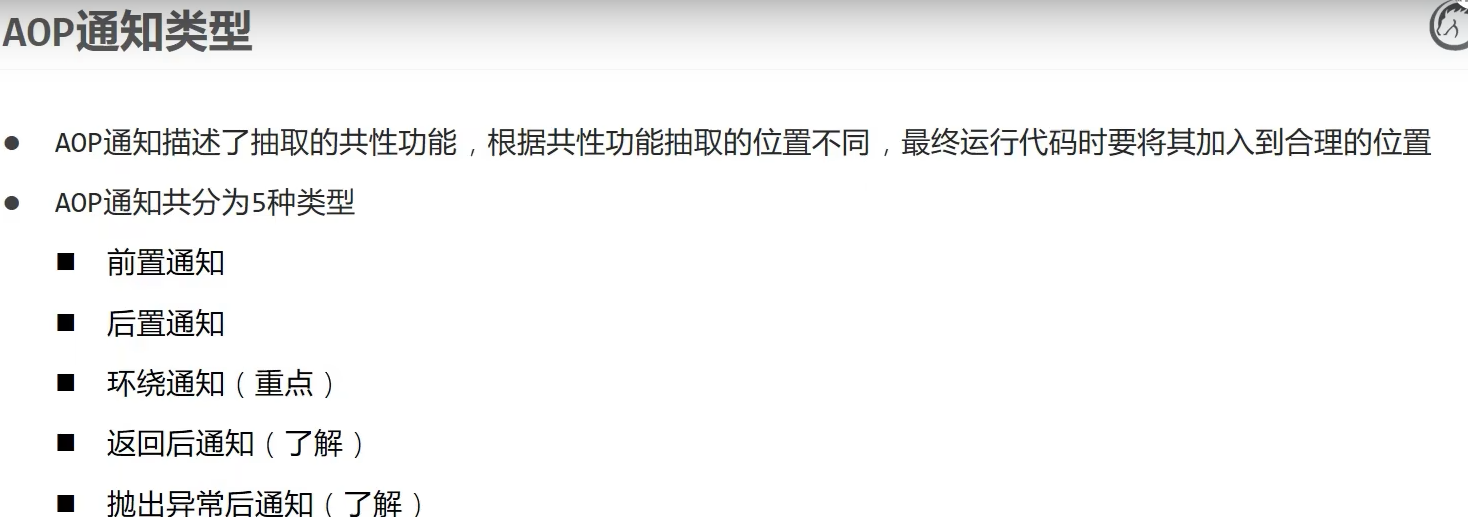 AOP通知类型
AOP通知描述了抽取的共性功能，根据共性功能抽取的位置不同，最终运行代码时要将其加入到合理的位置
AOP通知共分为5种类型
前置通知
后置通知
环绕通知（重点）
返回后通知（了解）
抛出异常后通知（了解）